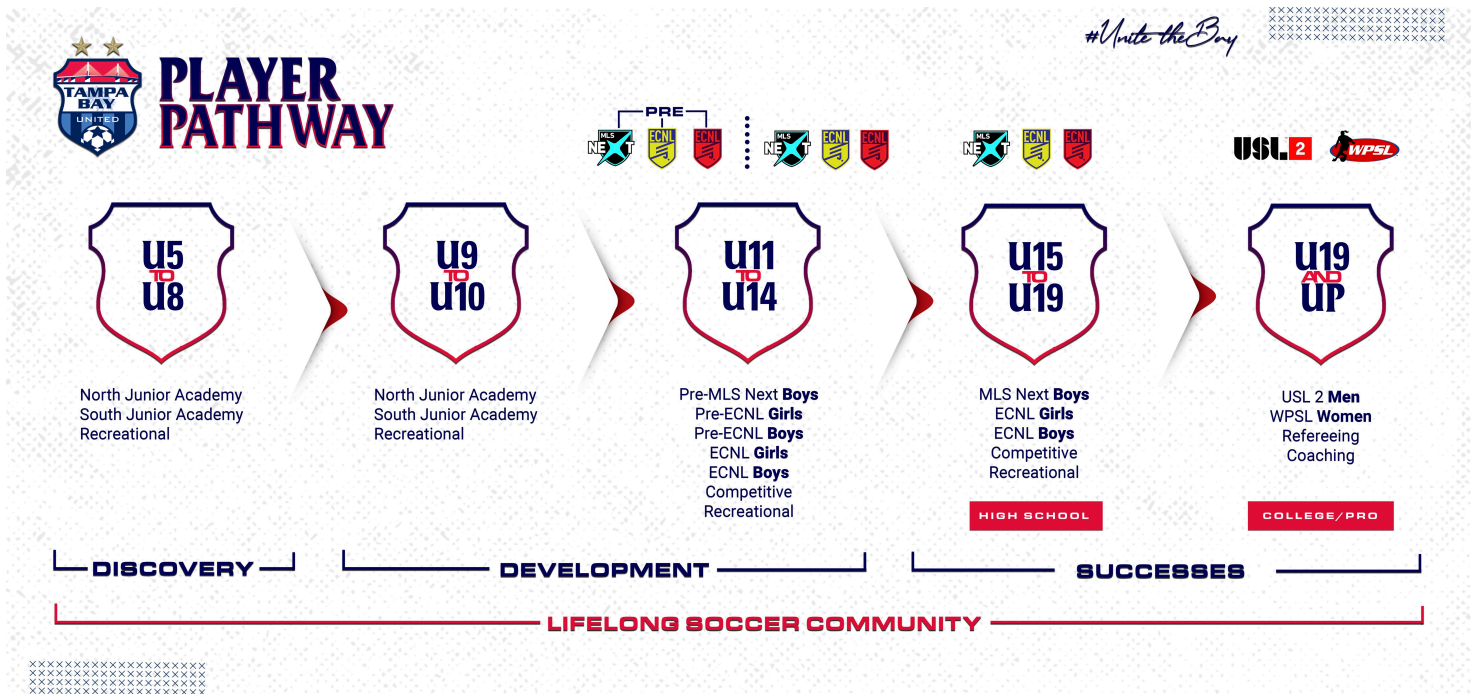 #Unite the Bay
TAMPA
BAY
UNITED
PLAYER
PATHWAY
PRE
MLS
NEXT
ECNL
ECNL
MLS
NEXT
ECNL
ECNL
MLS
NEXT
ECNL
ECNL
USL 2
WPSL
U5
TO
U8
North Junior Academy
South Junior Academy
Recreational
U9
TO
U10
North Junior Academy
South Junior Academy
Recreational
U11
TO
U14
Pre-MLS Next Boys
Pre-ECNL Girls
Pre-ECNL Boys
ECNL Girls
ECNL Boys
Competitive
Recreational
U15
TO
U19
MLS Next Boys
ECNL Girls
ECNL Boys
Competitive
Recreational
HIGH SCHOOL
U19
AND
UP
USL 2 Men
WPSL Women
Refereeing
Coaching
COLLEGE/PRO
DISCOVERY
DEVELOPMENT
SUCCESSES
LIFELONG SOCCER COMMUNITY